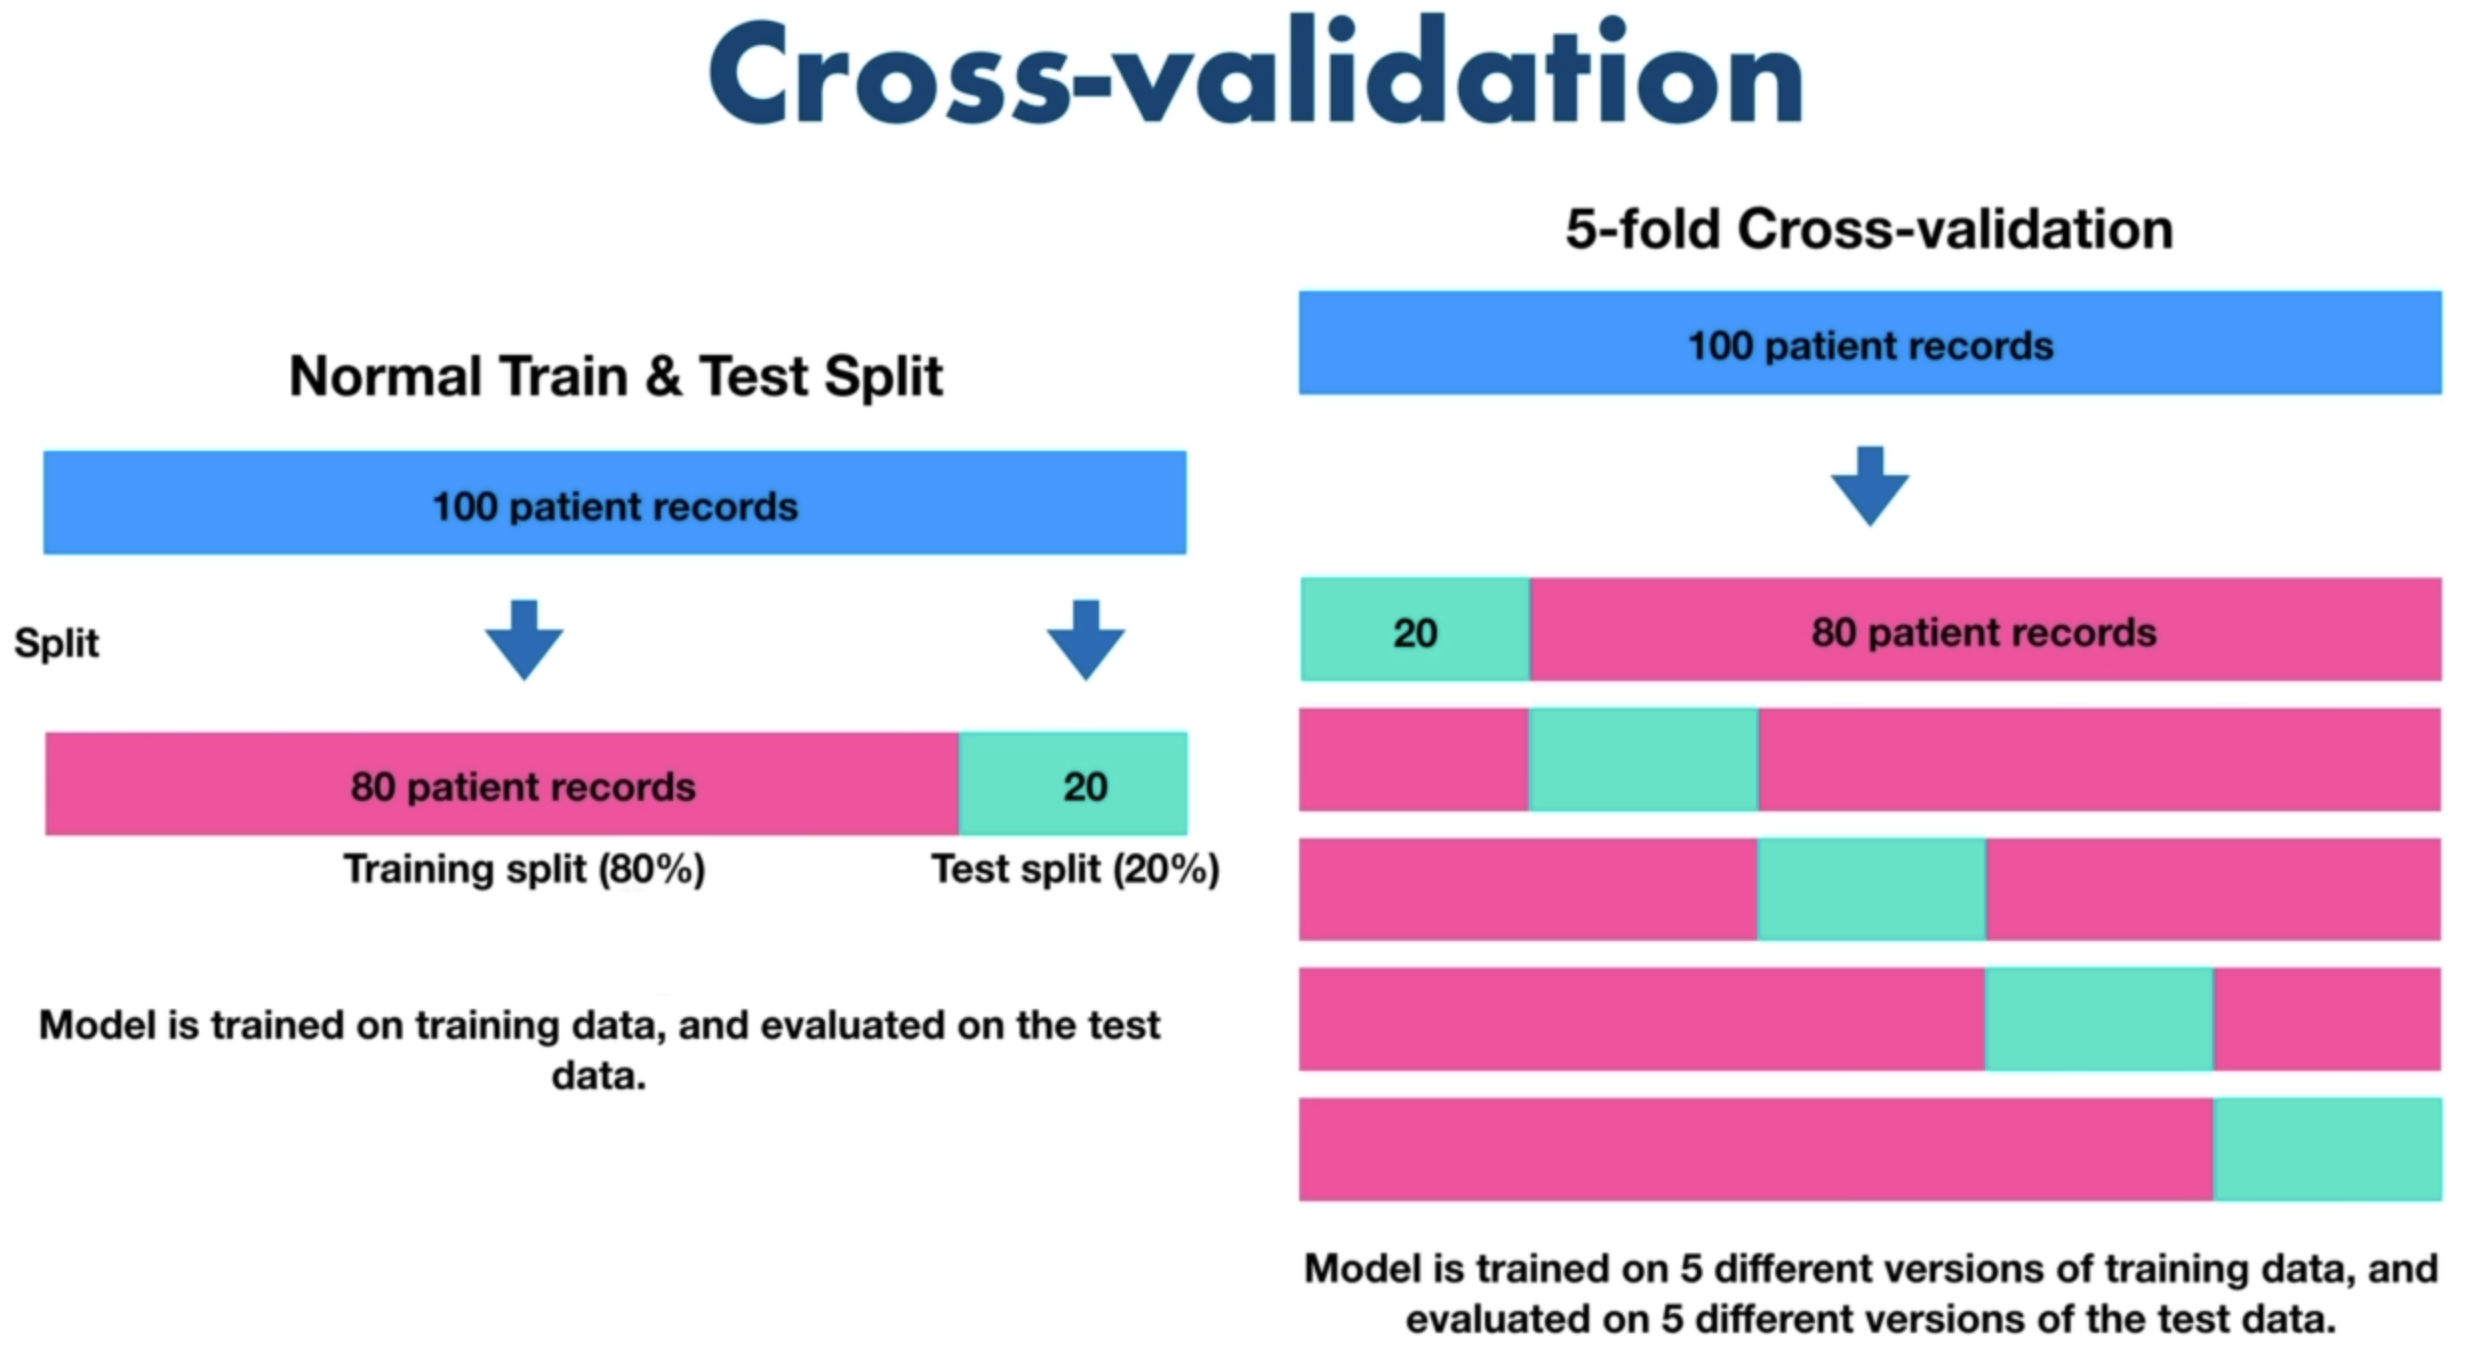 Cross-validation
Normal Train & Test Split
100 patient records
Split
80 patient records
20
Training split (80%)
Test split (20%)
Model is trained on training data, and evaluated on the test
data.
5-fold Cross-validation
100 patient records
20
80 patient records
Model is trained on 5 different versions of training data, and
evaluated on 5 different versions of the test data.